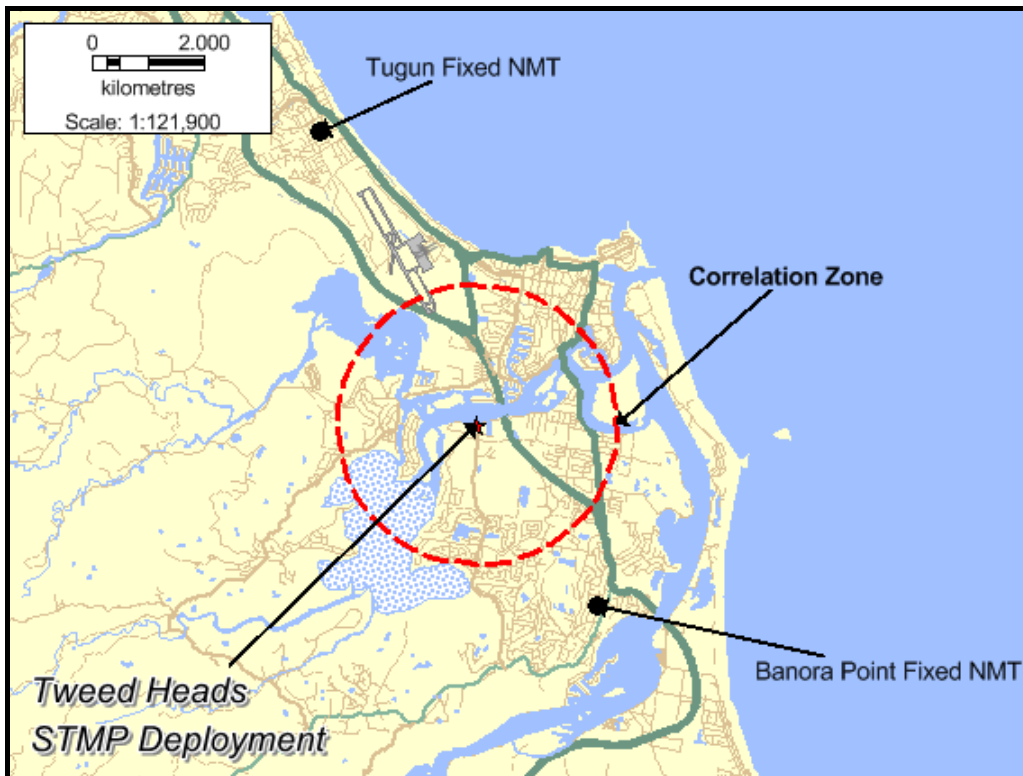 0 2.000
kilometres
Scale: 1:121,900
Tugun Fixed NMT
Correlation Zone
Banora Point Fixed NMT
Tweed Heads
STMP Deployment